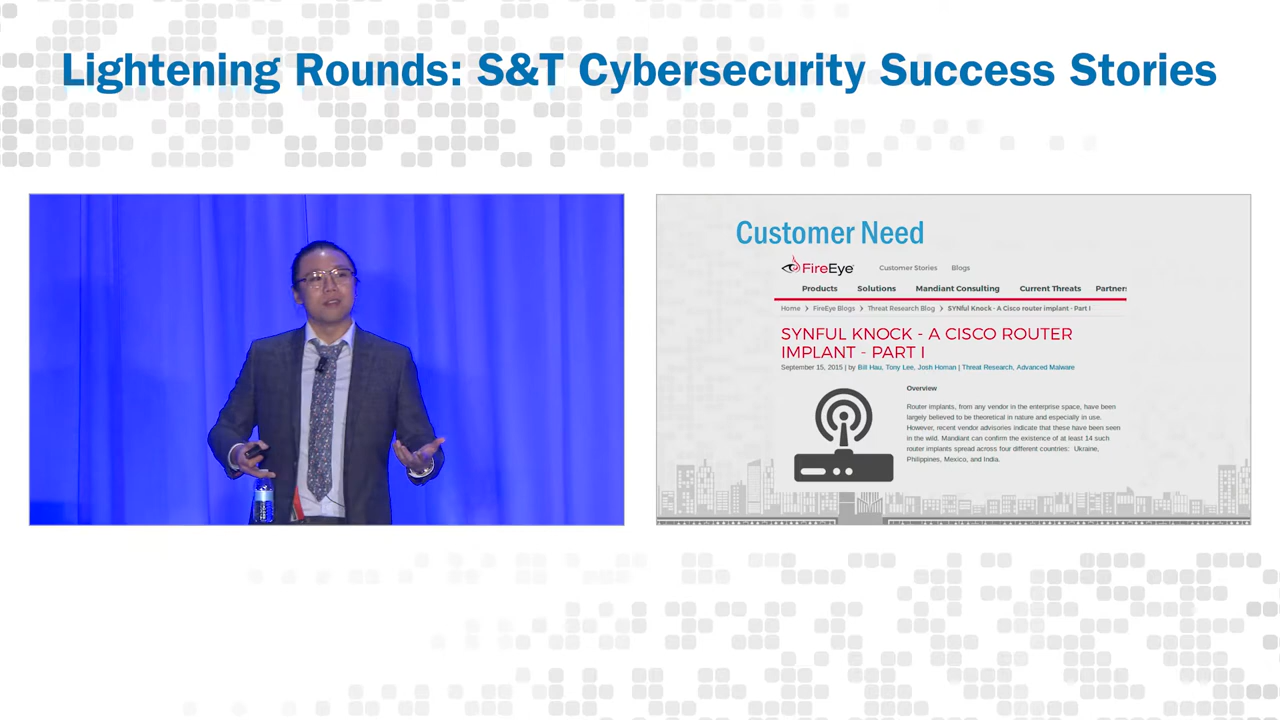 Lightening Rounds: S&T Cybersecurity Success Stories
Customer Need
FireEye
Customer Stories Blogs
Products Solutions Mandiant Consulting Current Threats Partners
Home > FireEye Blogs > Threat Research Blog > SYNful Knock - A Cisco router implant - Part I
SYNFUL KNOCK - A CISCO ROUTER
IMPLANT - PART I
September 15, 2015 | by Bill Hau, Tony Lee, Josh Homan | Threat Research, Advanced Malware
Overview
Router implants, from any vendor in the enterprise space, have been
largely believed to be theoretical in nature and especially in use.
However, recent vendor advisories indicate that these have been seen
in the wild. Mandiant can confirm the existence of at least 14 such
router implants spread across four different countries: Ukraine,
Philippines, Mexico, and India.